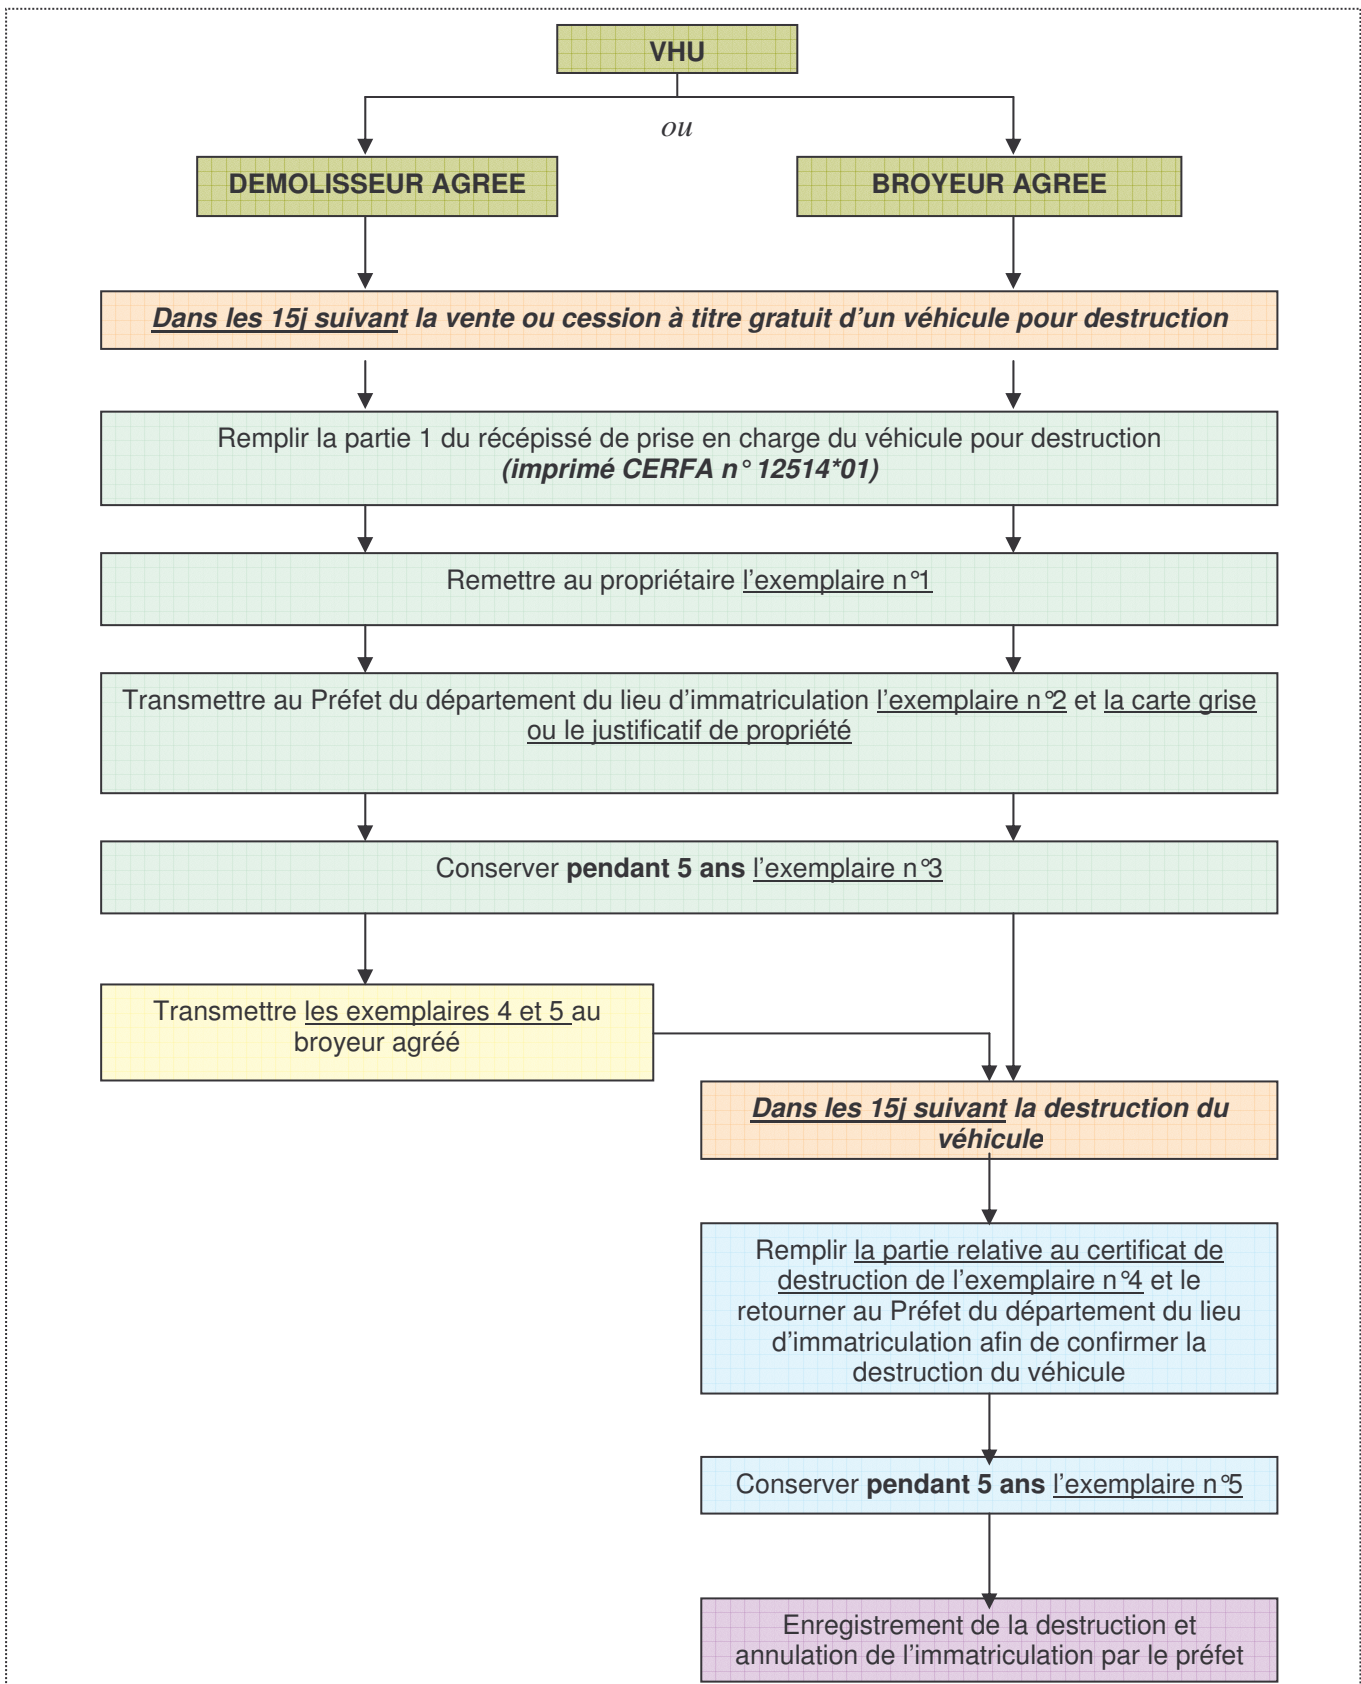 VHU
ou
DEMOLISSEUR AGREE
BROYEUR AGREE
Dans les 15j suivant la vente ou cession à titre gratuit d’un véhicule pour destruction
Remplir la partie 1 du récépissé de prise en charge du véhicule pour destruction
(imprimé CERFA n° 12514*01)
Remettre au propriétaire l’exemplaire n°1
Transmettre au Préfet du département du lieu d’immatriculation l’exemplaire n°2 et la carte grise
ou le justificatif de propriété
Conserver pendant 5 ans l’exemplaire n°3
Transmettre les exemplaires 4 et 5 au
broyeur agréé
Dans les 15j suivant la destruction du
véhicule
Remplir la partie relative au certificat de
destruction de l’exemplaire n°4 et le
retourner au Préfet du département du lieu
d’immatriculation afin de confirmer la
destruction du véhicule
Conserver pendant 5 ans l’exemplaire n°5
Enregistrement de la destruction et
annulation de l’immatriculation par le préfet